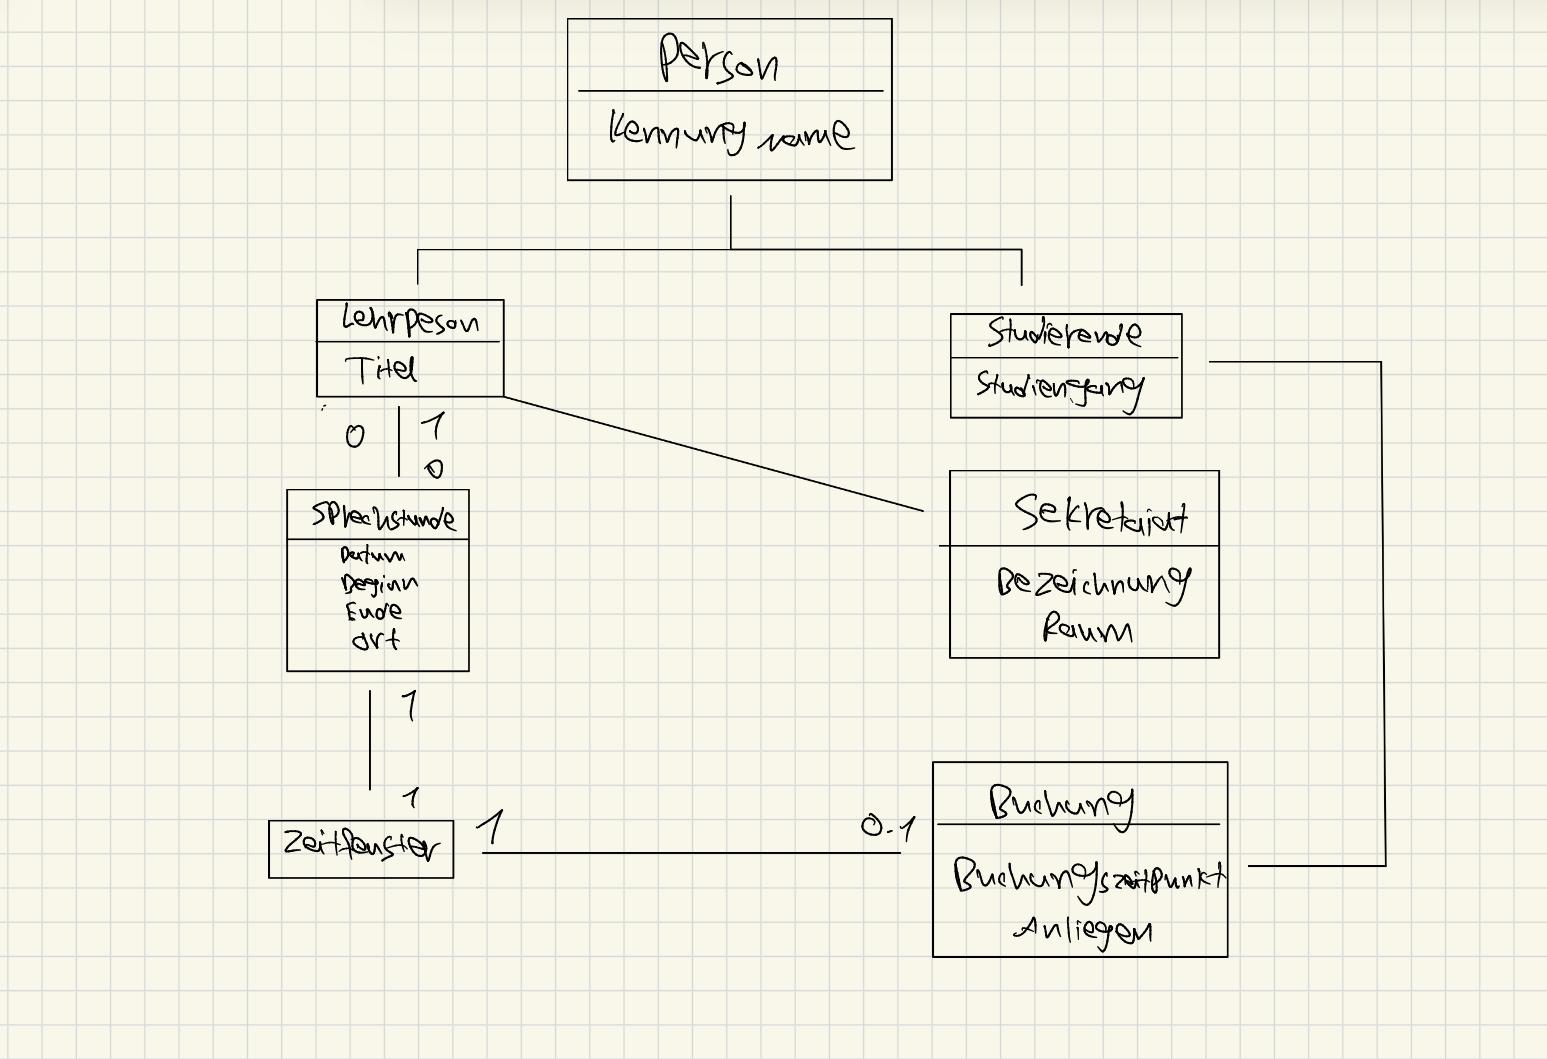 Person
Kennung name
Lehrpeson
Titel
Studierende
Studiengang
0
1
0
Sprechstunde
Datum
Beginn
Ende
Ort
Sekretariat
Bezeichnung
Raum
1
1
Zeitfenster
1
0..1
Buchung
Buchungszeitpunkt
Anliegen